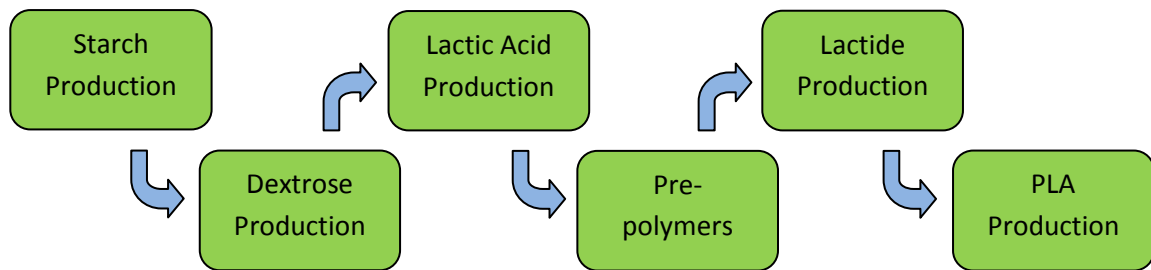 Starch
Production
Dextrose
Production
Lactic Acid
Production
Pre-
polymers
Lactide
Production
PLA
Production